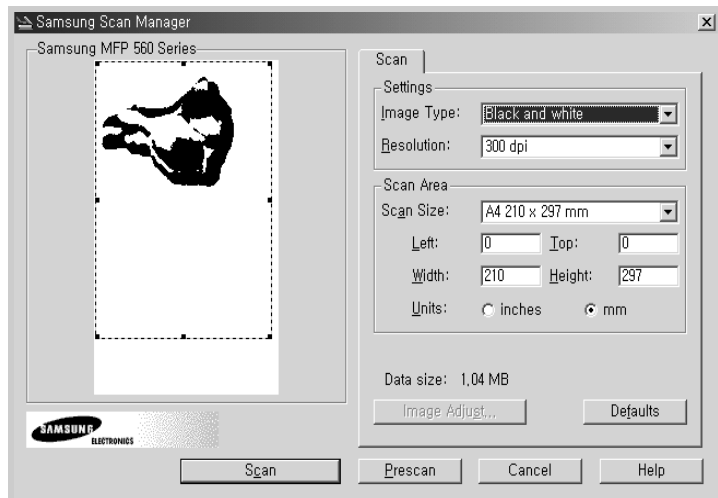 Samsung Scan Manager
Samsung MFP 560 Series
Scan
Settings
Image Type: Black and white
Resolution: 300 dpi
Scan Area
Scan Size: A4 210 x 297 mm
Left: 0 Top: 0
Width: 210 Height: 297
Units: inches mm
Data size: 1,04 MB
Image Adjust... Defaults
SAMSUNG
ELECTRONICS
Scan Prescan Cancel Help